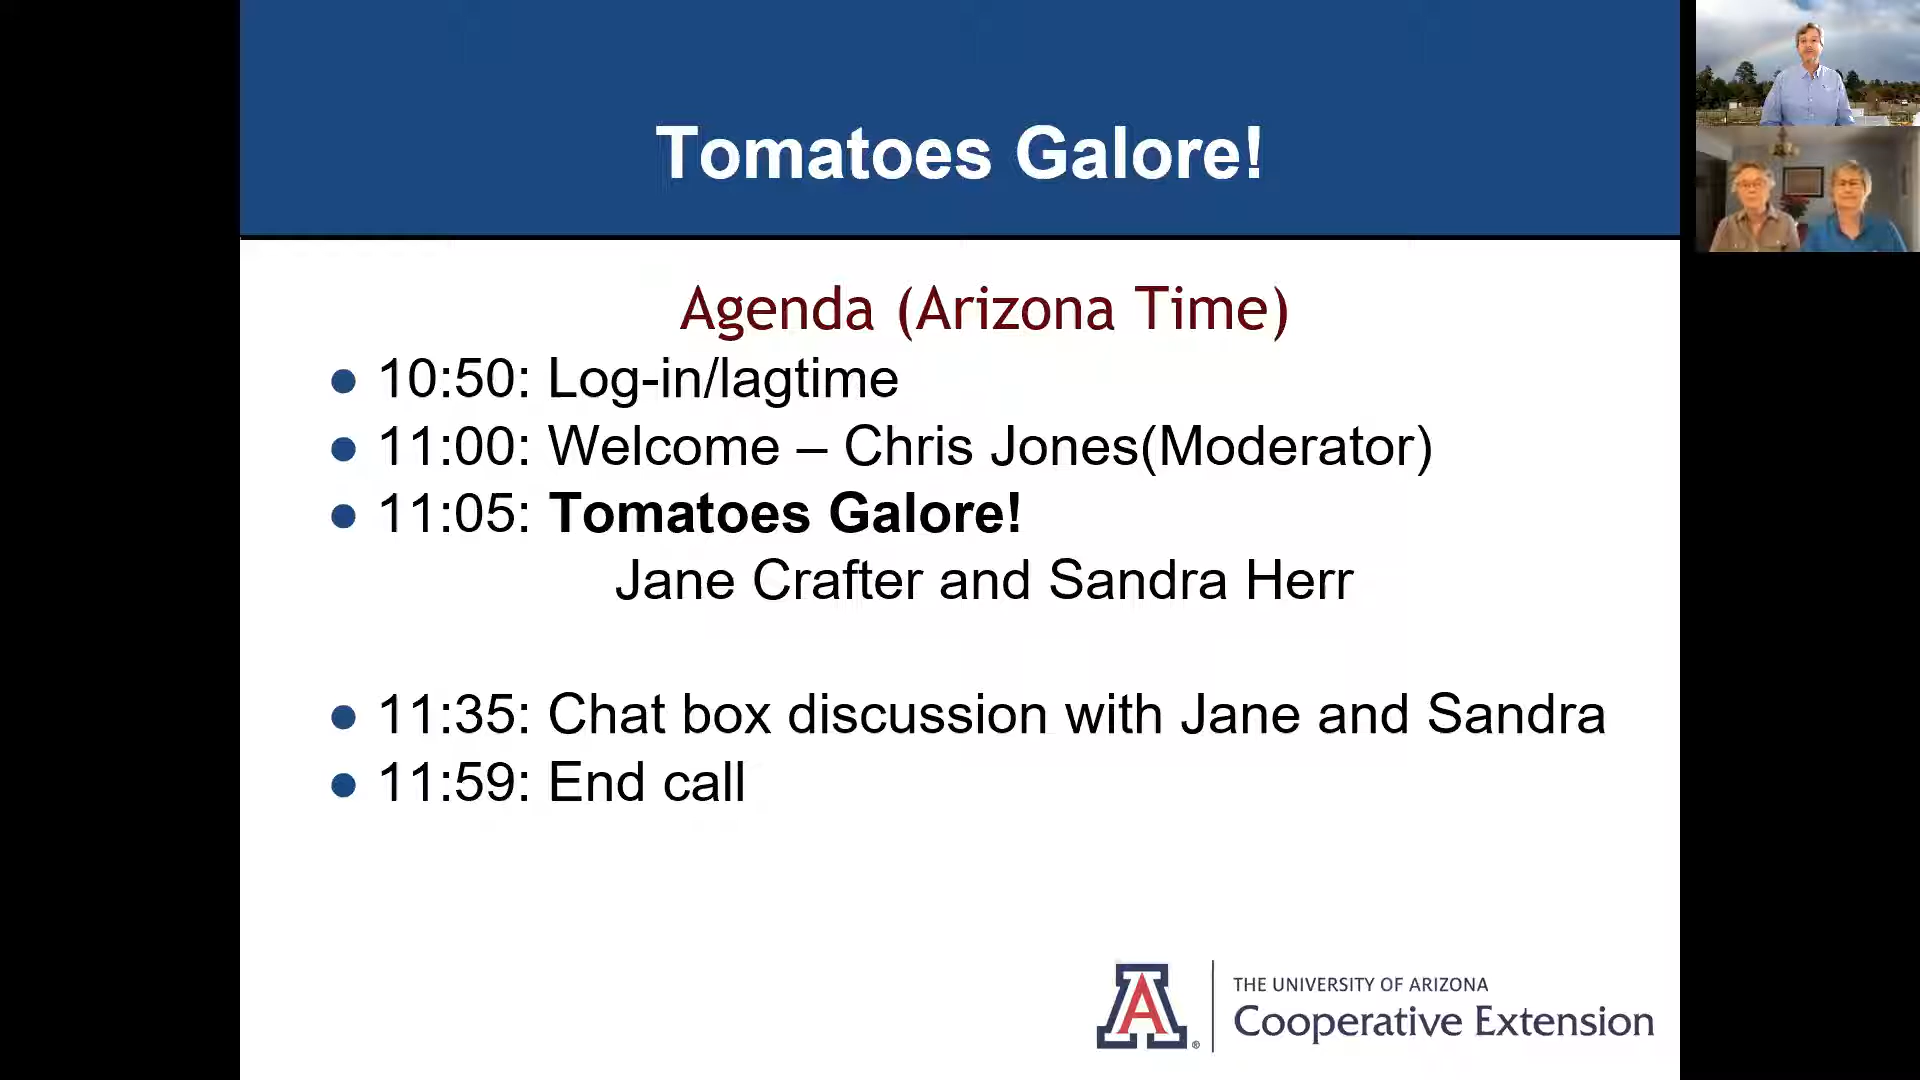 Tomatoes Galore!
Agenda (Arizona Time)
● 10:50: Log-in/lagtime
● 11:00: Welcome – Chris Jones(Moderator)
● 11:05: Tomatoes Galore!
Jane Crafter and Sandra Herr
● 11:35: Chat box discussion with Jane and Sandra
● 11:59: End call
A®
THE UNIVERSITY OF ARIZONA
Cooperative Extension